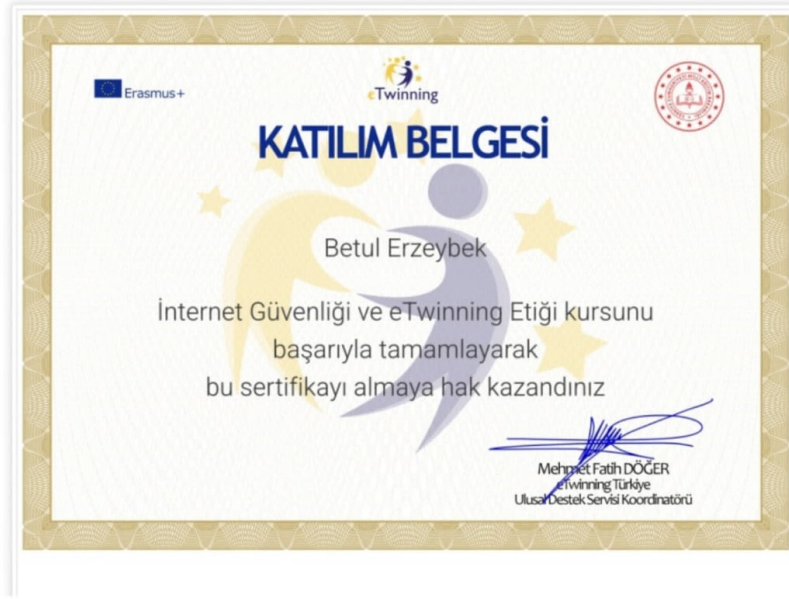 Erasmus+
eTwinning
KATILIM BELGESİ
Betul Erzeybek
İnternet Güvenliği ve eTwinning Etiği kursunu
başarıyla tamamlayarak
bu sertifikayı almaya hak kazandınız
Mehmet Fatih DÖĞER
eTwinning Türkiye
Ulusal Destek Servisi Koordinatörü